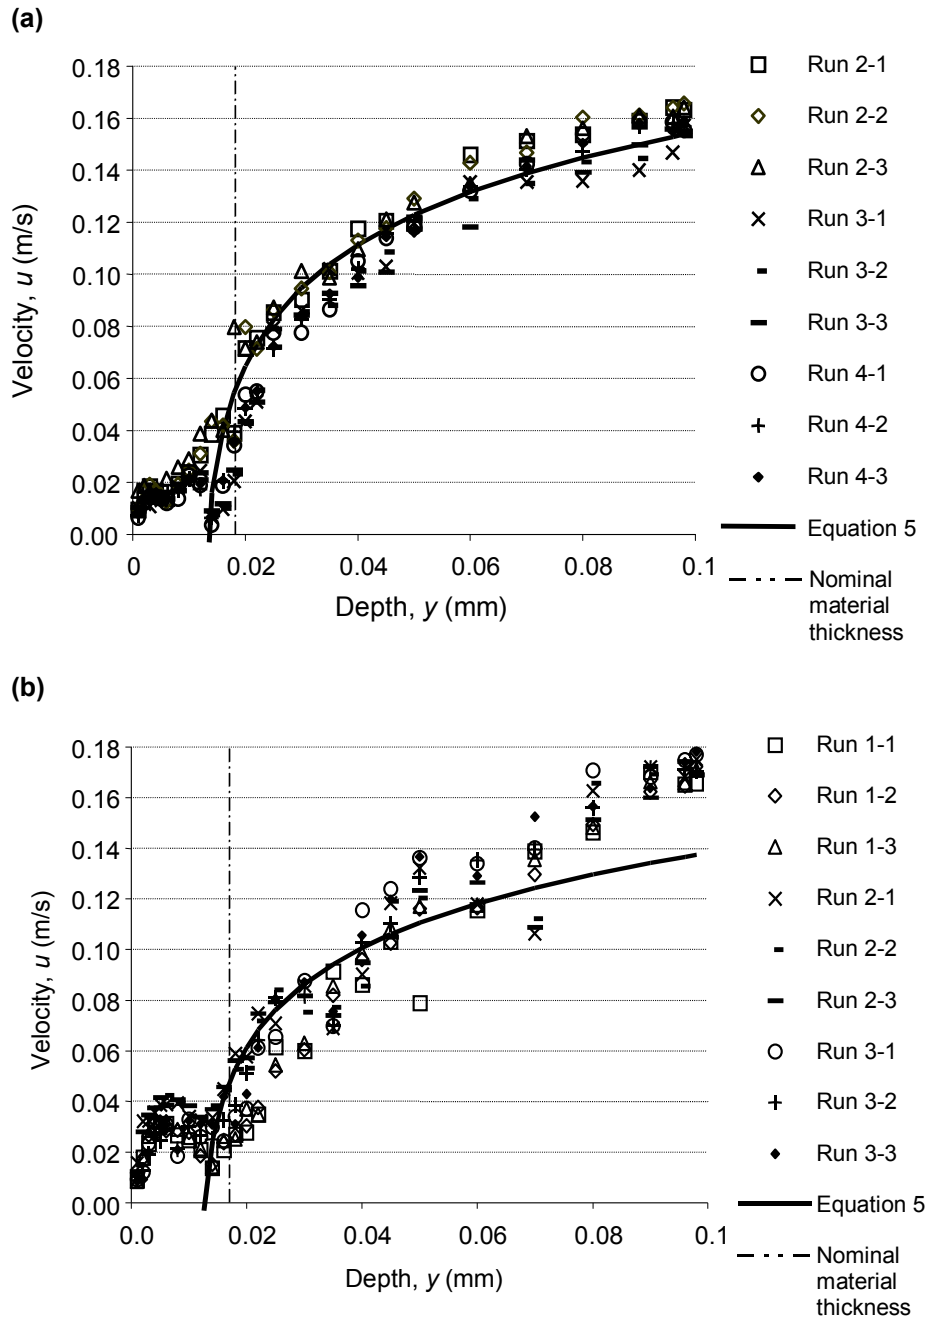 (a)
0.18
0.16
0.14
0.12
0.10
0.08
0.06
0.04
0.02
0.00
0 0.02 0.04 0.06 0.08 0.1
Velocity, u (m/s)
Depth, y (mm)
Run 2-1
Run 2-2
Run 2-3
Run 3-1
Run 3-2
Run 3-3
Run 4-1
Run 4-2
Run 4-3
Equation 5
Nominal
material
thickness
(b)
0.18
0.16
0.14
0.12
0.10
0.08
0.06
0.04
0.02
0.00
0.0 0.02 0.04 0.06 0.08 0.1
Velocity, u (m/s)
Depth, y (mm)
Run 1-1
Run 1-2
Run 1-3
Run 2-1
Run 2-2
Run 2-3
Run 3-1
Run 3-2
Run 3-3
Equation 5
Nominal
material
thickness